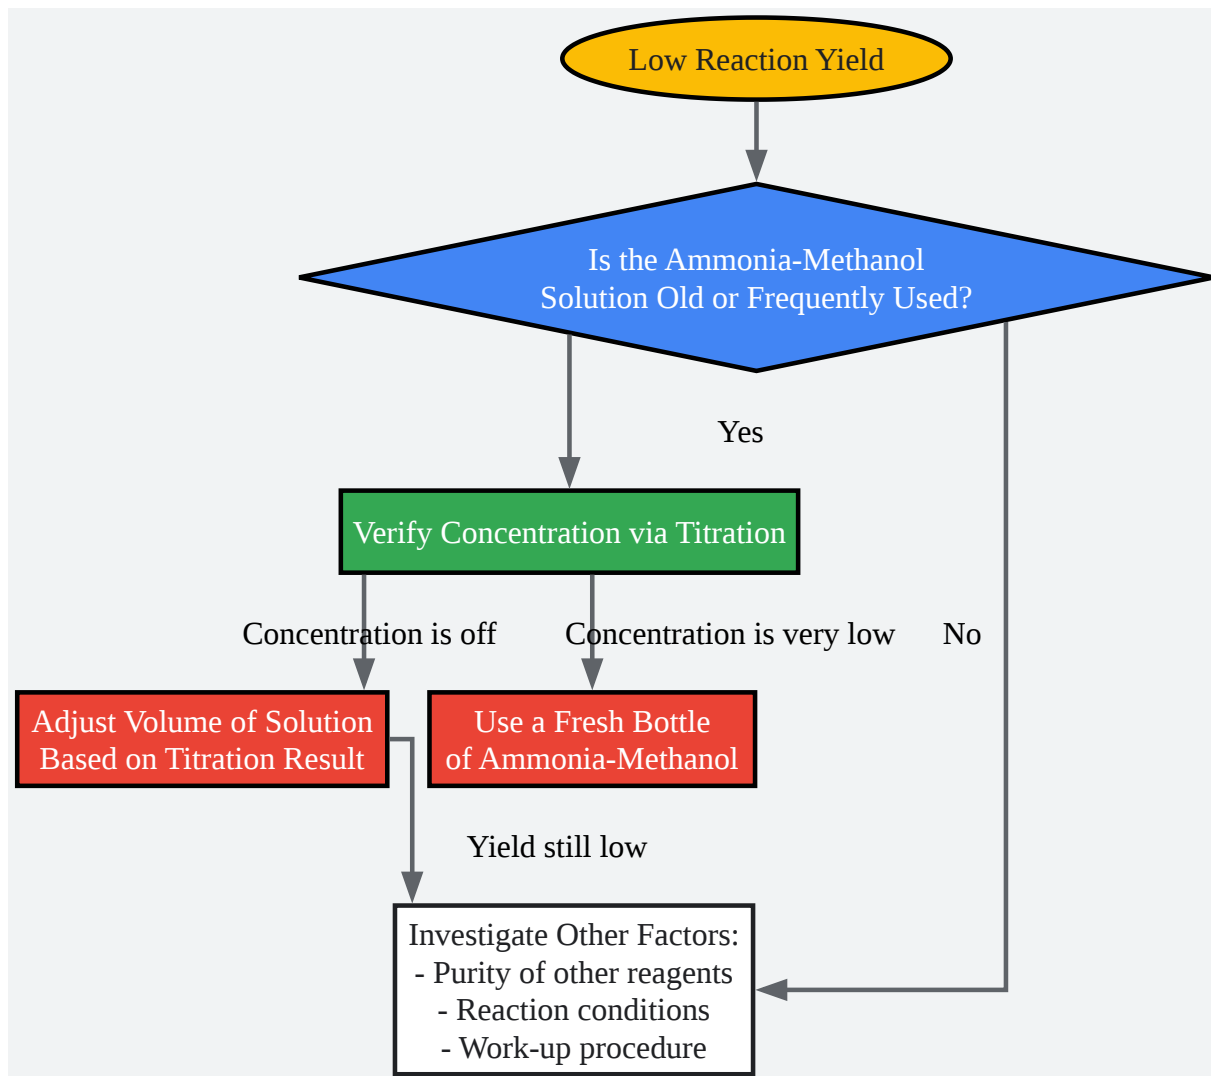 Low Reaction Yield
Is the Ammonia-Methanol
Solution Old or Frequently Used?
Yes
Verify Concentration via Titration
Concentration is off
Concentration is very low
No
Adjust Volume of Solution
Based on Titration Result
Use a Fresh Bottle
of Ammonia-Methanol
Yield still low
Investigate Other Factors:
- Purity of other reagents
- Reaction conditions
- Work-up procedure